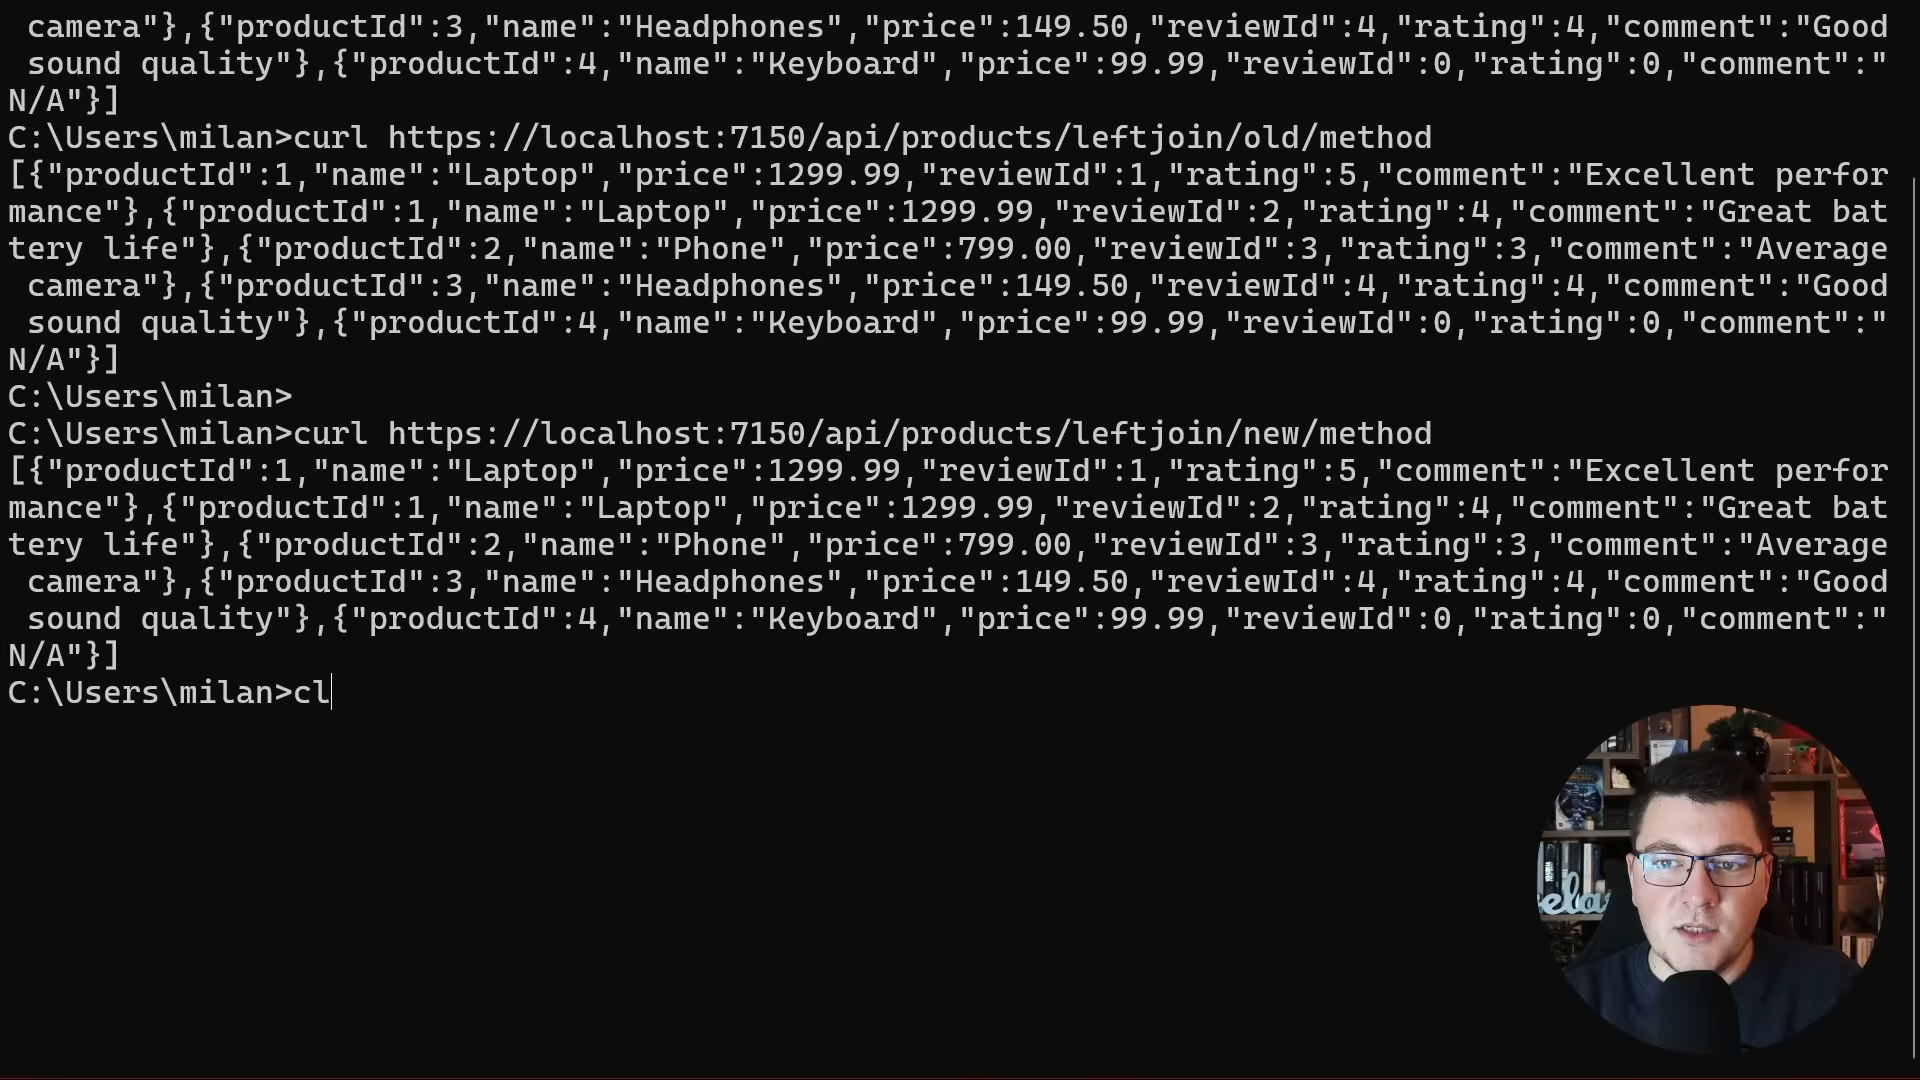 camera"},{"productId":3,"name":"Headphones","price":149.50,"reviewId":4,"rating":4,"comment":"Good
sound quality"},{"productId":4,"name":"Keyboard","price":99.99,"reviewId":0,"rating":0,"comment":"
N/A"}]
C:\Users\milan>curl https://localhost:7150/api/products/leftjoin/old/method
[{"productId":1,"name":"Laptop","price":1299.99,"reviewId":1,"rating":5,"comment":"Excellent perfor
mance"},{"productId":1,"name":"Laptop","price":1299.99,"reviewId":2,"rating":4,"comment":"Great bat
tery life"},{"productId":2,"name":"Phone","price":799.00,"reviewId":3,"rating":3,"comment":"Average
camera"},{"productId":3,"name":"Headphones","price":149.50,"reviewId":4,"rating":4,"comment":"Good
sound quality"},{"productId":4,"name":"Keyboard","price":99.99,"reviewId":0,"rating":0,"comment":"
N/A"}]
C:\Users\milan>
C:\Users\milan>curl https://localhost:7150/api/products/leftjoin/new/method
[{"productId":1,"name":"Laptop","price":1299.99,"reviewId":1,"rating":5,"comment":"Excellent perfor
mance"},{"productId":1,"name":"Laptop","price":1299.99,"reviewId":2,"rating":4,"comment":"Great bat
tery life"},{"productId":2,"name":"Phone","price":799.00,"reviewId":3,"rating":3,"comment":"Average
camera"},{"productId":3,"name":"Headphones","price":149.50,"reviewId":4,"rating":4,"comment":"Good
sound quality"},{"productId":4,"name":"Keyboard","price":99.99,"reviewId":0,"rating":0,"comment":"
N/A"}]
C:\Users\milan>cl